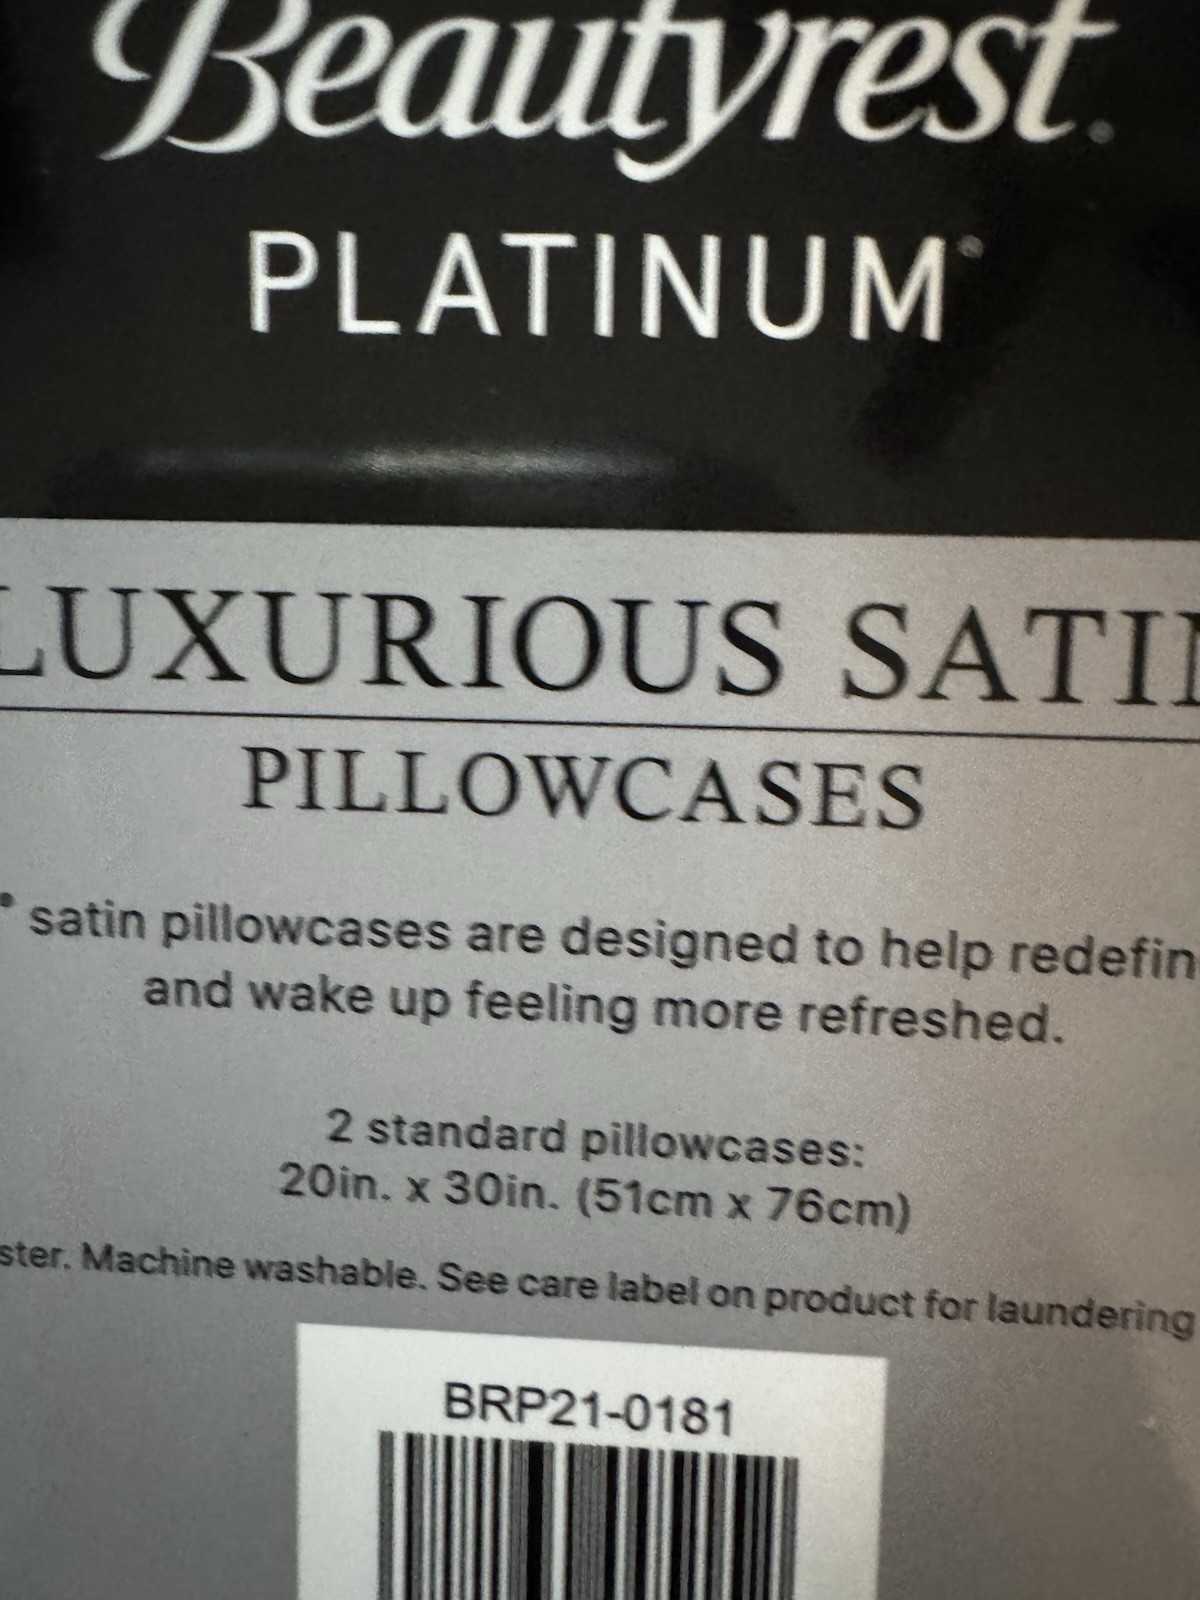 Beautyrest®
PLATINUM®
LUXURIOUS SATIN
PILLOWCASES
satin pillowcases are designed to help redefin
and wake up feeling more refreshed.
2 standard pillowcases:
20in. x 30in. (51cm x 76cm)
ster. Machine washable. See care label on product for laundering
BRP21-0181